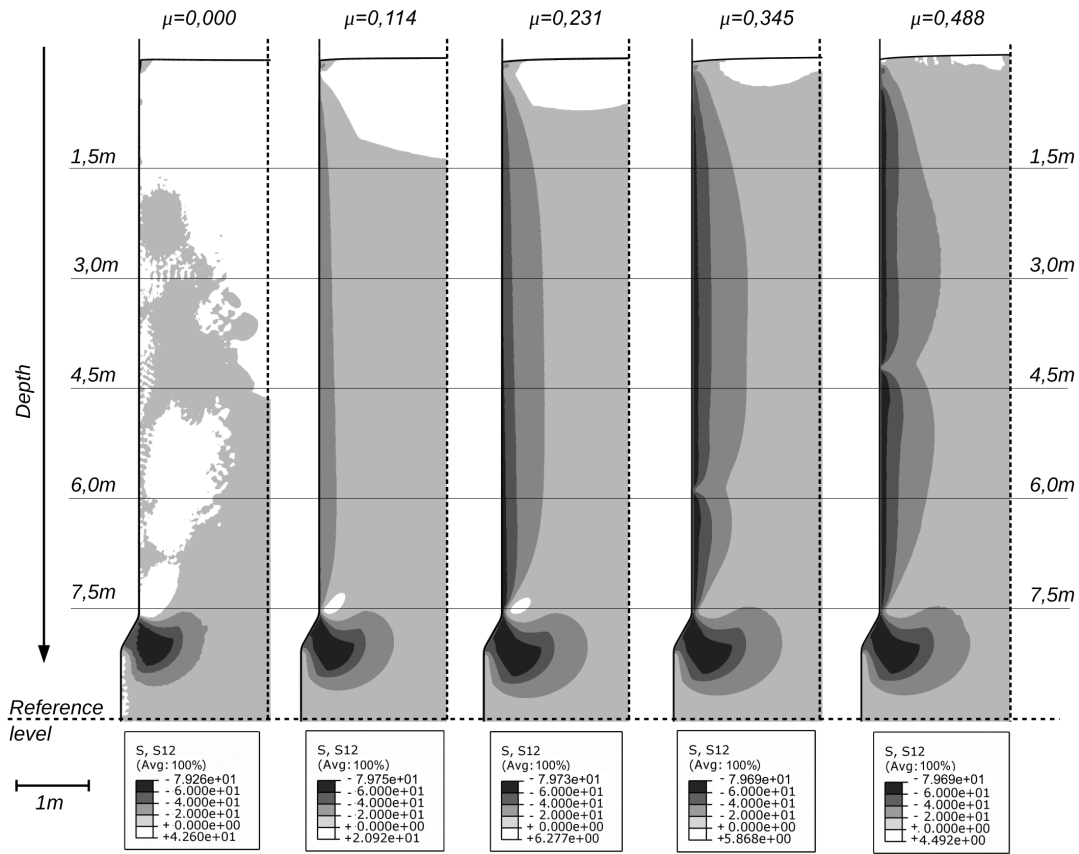 μ=0,000 μ=0,114 μ=0,231 μ=0,345 μ=0,488
1,5m 1,5m
3,0m 3,0m
4,5m 4,5m
Depth
6,0m 6,0m
7,5m 7,5m
Reference
level
1m
S, S12
(Avg: 100%)
- 7.926e+01
- 6.000e+01
- 4.000e+01
- 2.000e+01
+ 0.000e+00
+4.260e+01
S, S12
(Avg: 100%)
- 7.975e+01
- 6.000e+01
- 4.000e+01
- 2.000e+01
+ 0.000e+00
+2.092e+01
S, S12
(Avg: 100%)
- 7.973e+01
- 6.000e+01
- 4.000e+01
- 2.000e+01
+ 0.000e+00
+6.277e+00
S, S12
(Avg: 100%)
- 7.969e+01
- 6.000e+01
- 4.000e+01
- 2.000e+01
+ 0.000e+00
+5.868e+00
S, S12
(Avg: 100%)
- 7.969e+01
- 6.000e+01
- 4.000e+01
- 2.000e+01
+. 0.000e+00
+4.492e+00